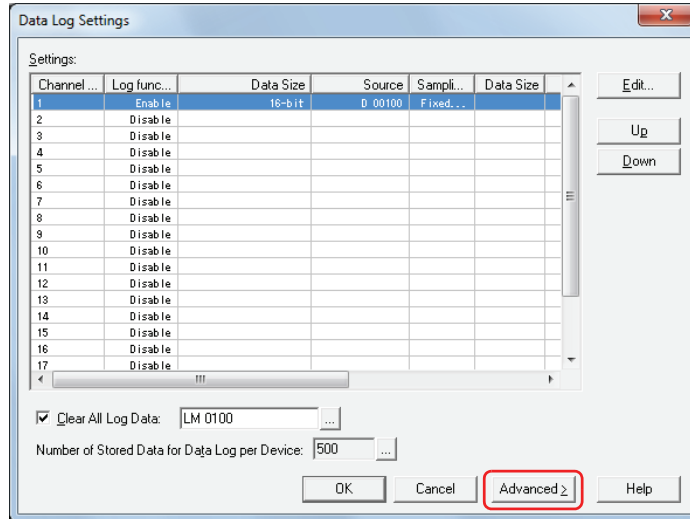 Data Log Settings
Settings:
Channel ... Log func... Data Size Source Sampli... Data Size
1 Enable 16-bit D 00100 Fixed...
2 Disable
3 Disable
4 Disable
5 Disable
6 Disable
7 Disable
8 Disable
9 Disable
10 Disable
11 Disable
12 Disable
13 Disable
14 Disable
15 Disable
16 Disable
17 Disable
Edit...
Up
Down
Clear All Log Data: LM 0100 ...
Number of Stored Data for Data Log per Device: 500 ...
OK Cancel Advanced > Help